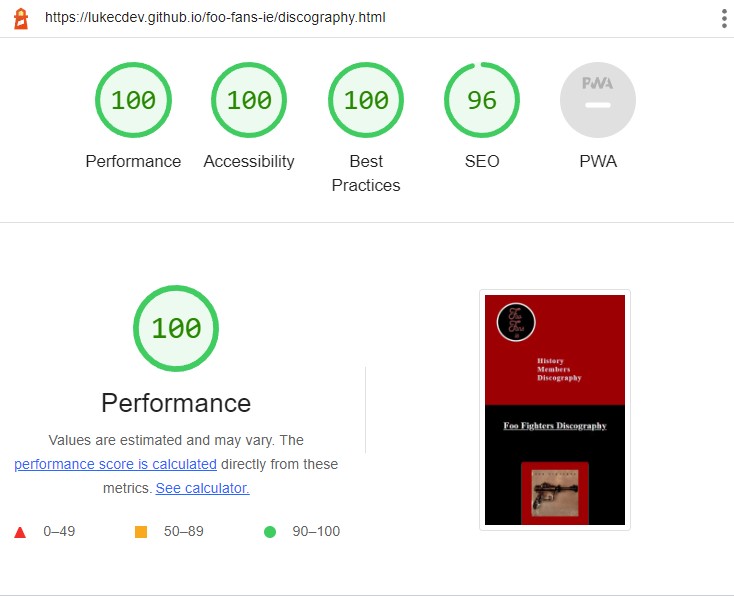 https://lukecdev.github.io/foo-fans-ie/discography.html
100
100
100
96
PWA
Performance
Accessibility
Best
Practices
SEO
PWA
100
Performance
Values are estimated and may vary. The
performance score is calculated directly from these
metrics. See calculator.
0–49
50–89
90–100
Foo
Fans
History
Members
Discography
Foo Fighters Discography